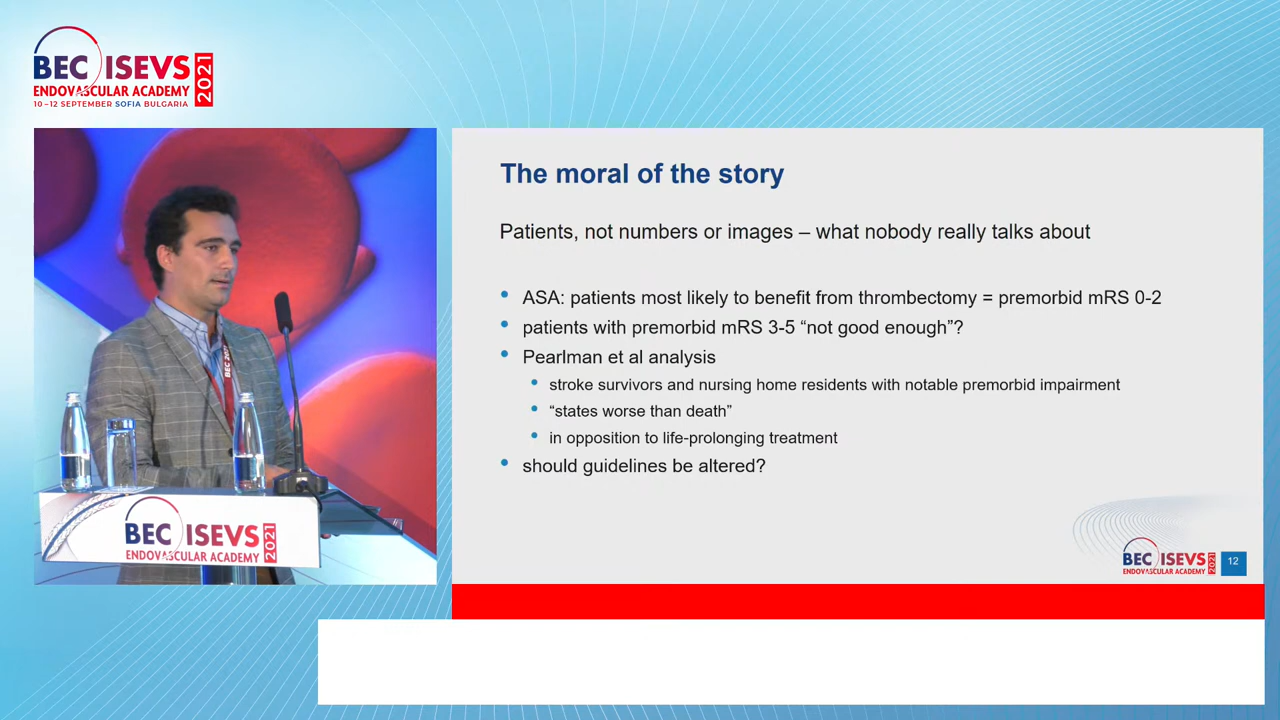 BEC ISEVS 2021
ENDOVASCULAR ACADEMY
10–12 SEPTEMBER SOFIA BULGARIA
The moral of the story
Patients, not numbers or images – what nobody really talks about
• ASA: patients most likely to benefit from thrombectomy = premorbid mRS 0-2
• patients with premorbid mRS 3-5 “not good enough”?
• Pearlman et al analysis
• stroke survivors and nursing home residents with notable premorbid impairment
• “states worse than death”
• in opposition to life-prolonging treatment
• should guidelines be altered?
BEC ISEVS 2021
ENDOVASCULAR ACADEMY
12
BEC 202
BEC ISEVS 2021
ENDOVASCULAR ACADEMY